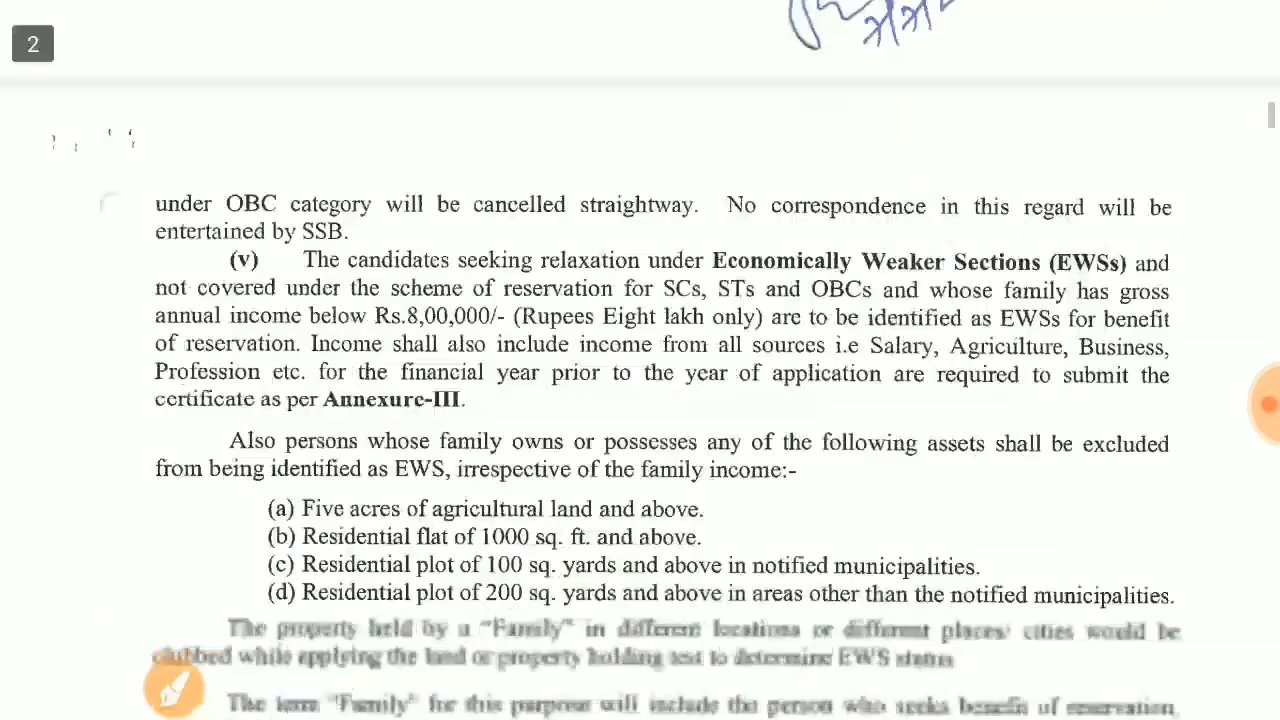 2
under OBC category will be cancelled straightway. No correspondence in this regard will be
entertained by SSB.
(v) The candidates seeking relaxation under Economically Weaker Sections (EWSs) and
not covered under the scheme of reservation for SCs, STs and OBCs and whose family has gross
annual income below Rs.8,00,000/- (Rupees Eight lakh only) are to be identified as EWSs for benefit
of reservation. Income shall also include income from all sources i.e Salary, Agriculture, Business,
Profession etc. for the financial year prior to the year of application are required to submit the
certificate as per Annexure-III.
Also persons whose family owns or possesses any of the following assets shall be excluded
from being identified as EWS, irrespective of the family income:-
(a) Five acres of agricultural land and above.
(b) Residential flat of 1000 sq. ft. and above.
(c) Residential plot of 100 sq. yards and above in notified municipalities.
(d) Residential plot of 200 sq. yards and above in areas other than the notified municipalities.
The property held by a "Family" in different locations or different places/ cities would be
clubbed while applying the land or property holding test to determine EWS status
The term "Family" for this purpose will include the person who seeks benefit of reservation,